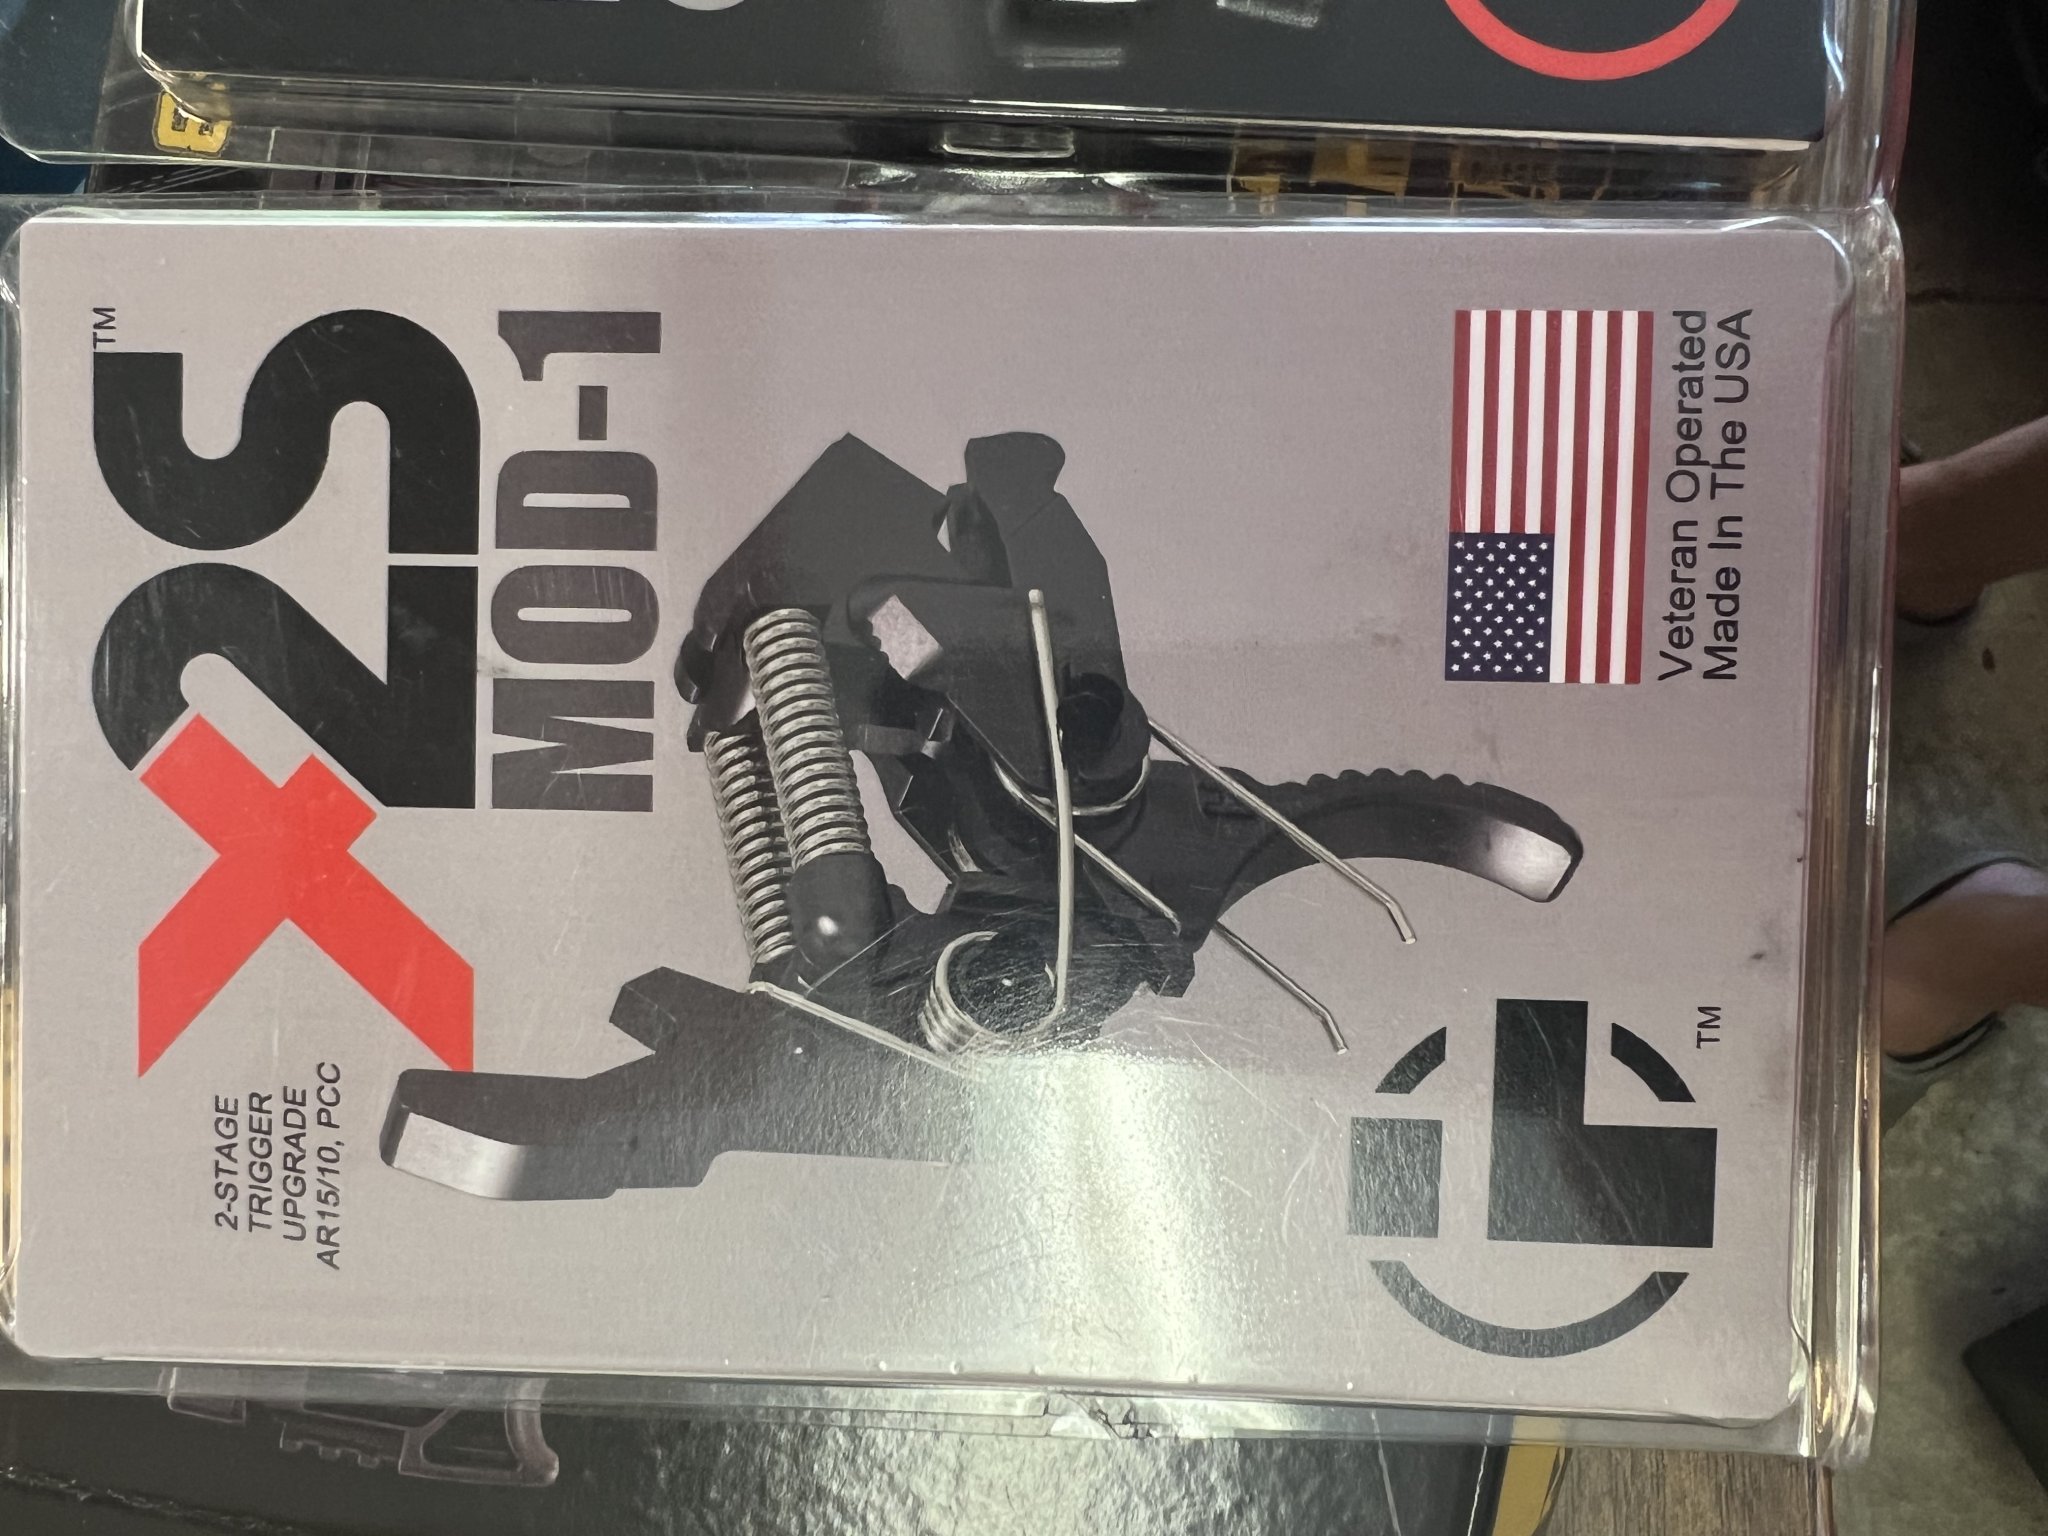 X2S™
MOD-1
2-STAGE
TRIGGER
UPGRADE
AR15/10, PCC
™
Veteran Operated
Made In The USA